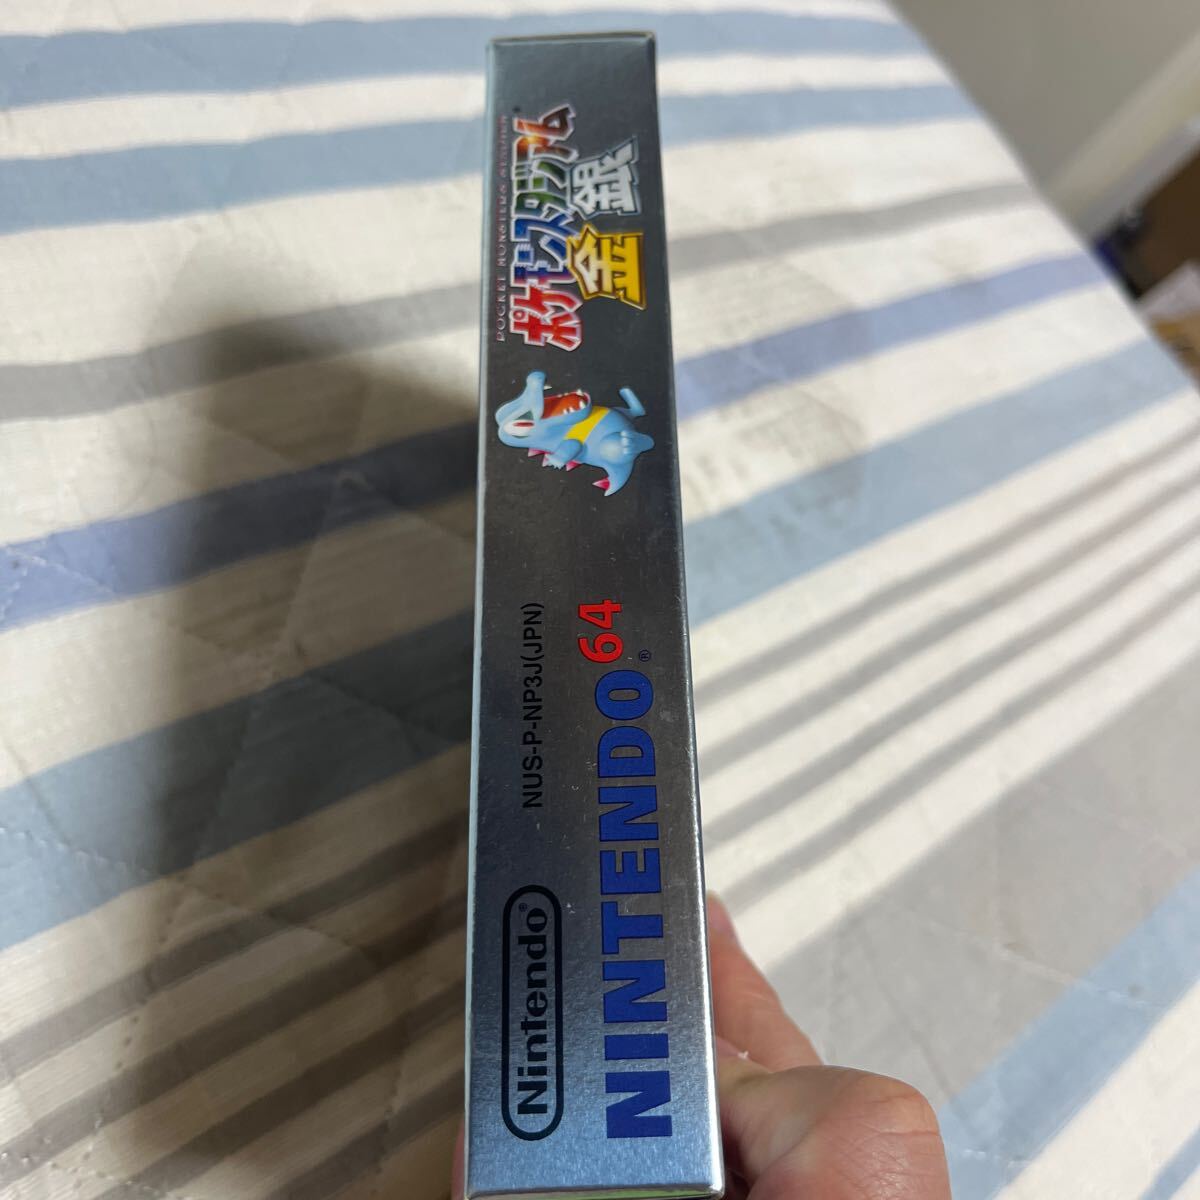 POCKET MONSTERS STADIUM
ポケモンスタジアム
金銀
NUS-P-NP3J(JPN)
Nintendo®
NINTENDO64®